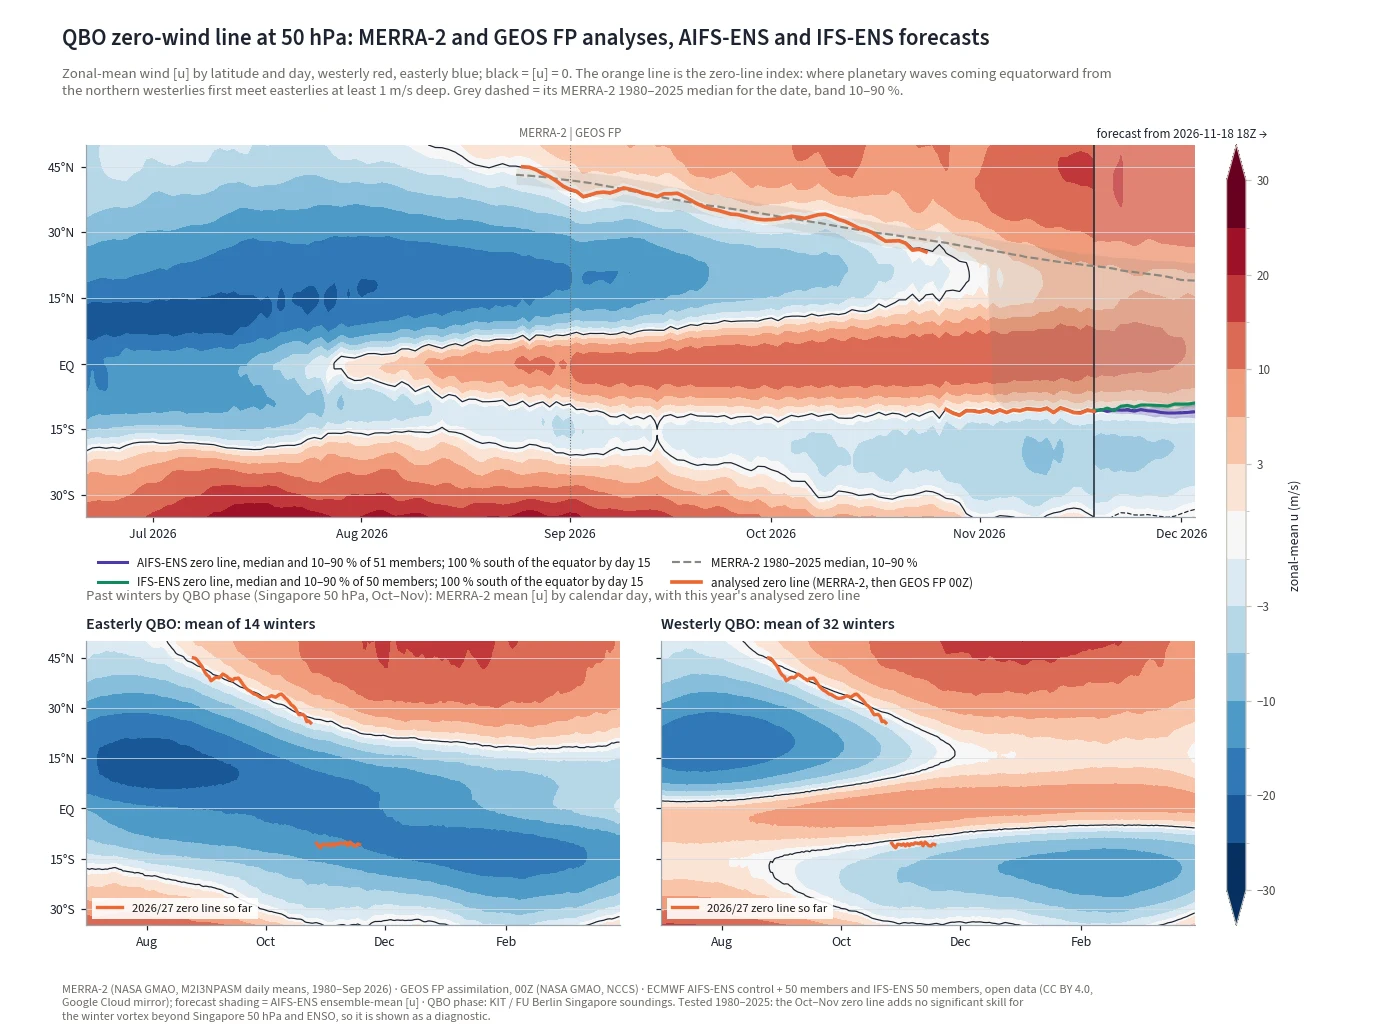 QBO zero-wind line at 50 hPa: MERRA-2 and GEOS FP analyses, AIFS-ENS and IFS-ENS forecasts
Zonal-mean wind [u] by latitude and day, westerly red, easterly blue; black = [u] = 0. The orange line is the zero-line index: where planetary waves coming equatorward from
the northern westerlies first meet easterlies at least 1 m/s deep. Grey dashed = its MERRA-2 1980–2025 median for the date, band 10–90 %.
MERRA-2 | GEOS FP
forecast from 2026-11-18 18Z →
45°N
30°N
15°N
EQ
15°S
30°S
Jul 2026
Aug 2026
Sep 2026
Oct 2026
Nov 2026
Dec 2026
30
20
10
3
−3
−10
−20
−30
zonal-mean u (m/s)
AIFS-ENS zero line, median and 10–90 % of 51 members; 100 % south of the equator by day 15
IFS-ENS zero line, median and 10–90 % of 50 members; 100 % south of the equator by day 15
MERRA-2 1980–2025 median, 10–90 %
analysed zero line (MERRA-2, then GEOS FP 00Z)
Past winters by QBO phase (Singapore 50 hPa, Oct–Nov): MERRA-2 mean [u] by calendar day, with this year's analysed zero line
Easterly QBO: mean of 14 winters
45°N
30°N
15°N
EQ
15°S
30°S
2026/27 zero line so far
Aug
Oct
Dec
Feb
Westerly QBO: mean of 32 winters
2026/27 zero line so far
Aug
Oct
Dec
Feb
MERRA-2 (NASA GMAO, M2I3NPASM daily means, 1980–Sep 2026) · GEOS FP assimilation, 00Z (NASA GMAO, NCCS) · ECMWF AIFS-ENS control + 50 members and IFS-ENS 50 members, open data (CC BY 4.0,
Google Cloud mirror); forecast shading = AIFS-ENS ensemble-mean [u] · QBO phase: KIT / FU Berlin Singapore soundings. Tested 1980–2025: the Oct–Nov zero line adds no significant skill for
the winter vortex beyond Singapore 50 hPa and ENSO, so it is shown as a diagnostic.